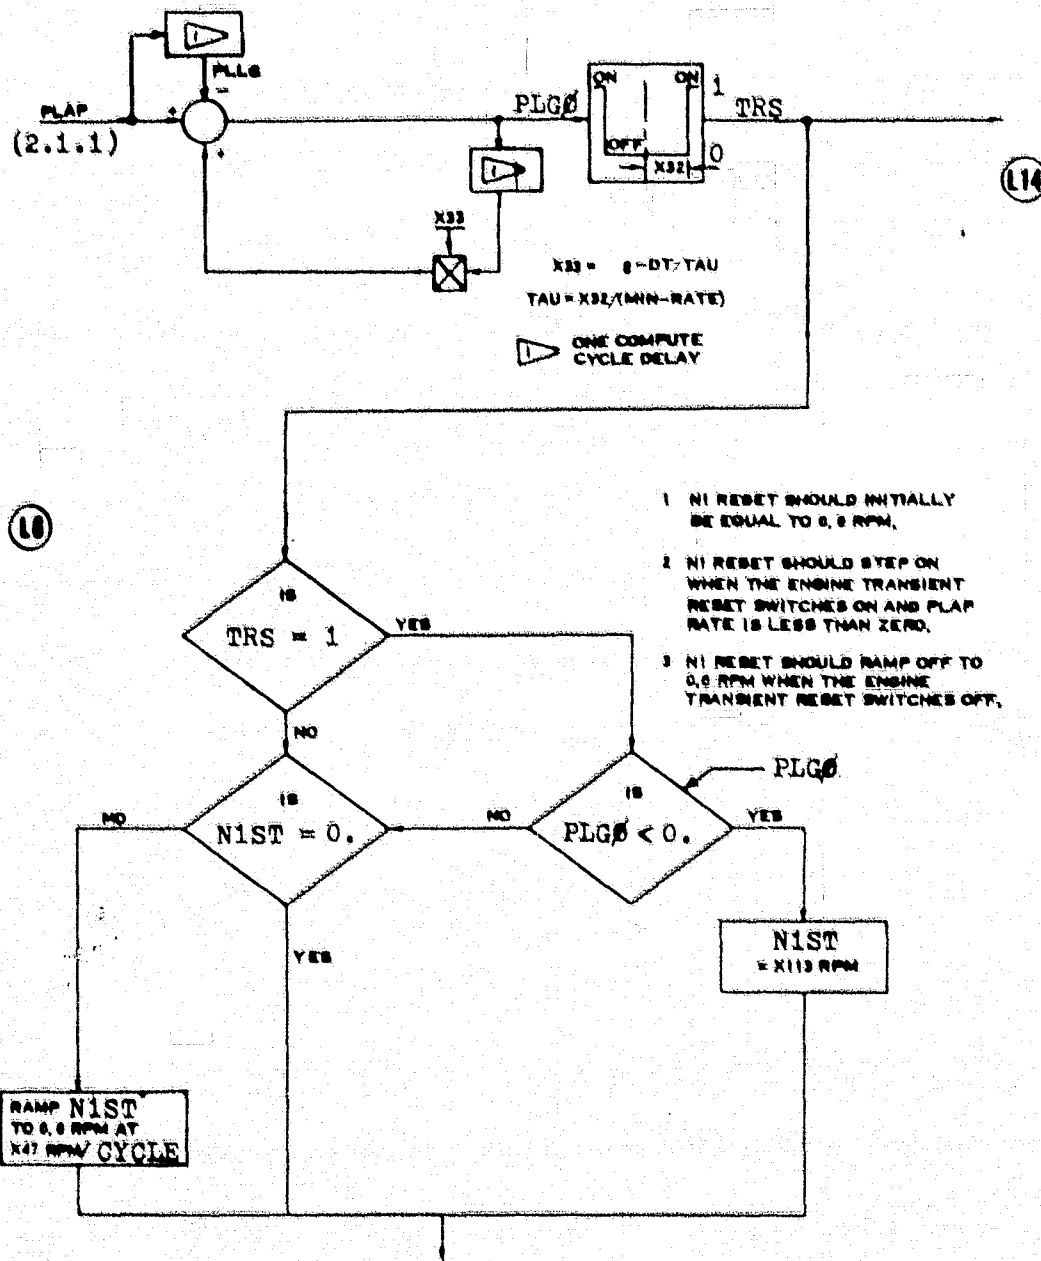 PLLG
-
PLAP
+
(2.1.1)
+
PLGØ
ON
ON
1
OFF
X32
0
TRS
L14
X33
X33 = e-DT/TAU
TAU = X32/(MIN-RATE)
ONE COMPUTE
CYCLE DELAY
L6
1 N1 RESET SHOULD INITIALLY
BE EQUAL TO 0.0 RPM.
2 N1 RESET SHOULD STEP ON
WHEN THE ENGINE TRANSIENT
RESET SWITCHES ON AND PLAP
RATE IS LESS THAN ZERO.
3 N1 RESET SHOULD RAMP OFF TO
0.0 RPM WHEN THE ENGINE
TRANSIENT RESET SWITCHES OFF.
IS
TRS = 1
YES
NO
PLGØ
IS
N1ST = 0.
NO
YES
IS
PLGØ < 0.
NO
YES
N1ST
= X113 RPM
RAMP N1ST
TO 0.0 RPM AT
X47 RPM/ CYCLE